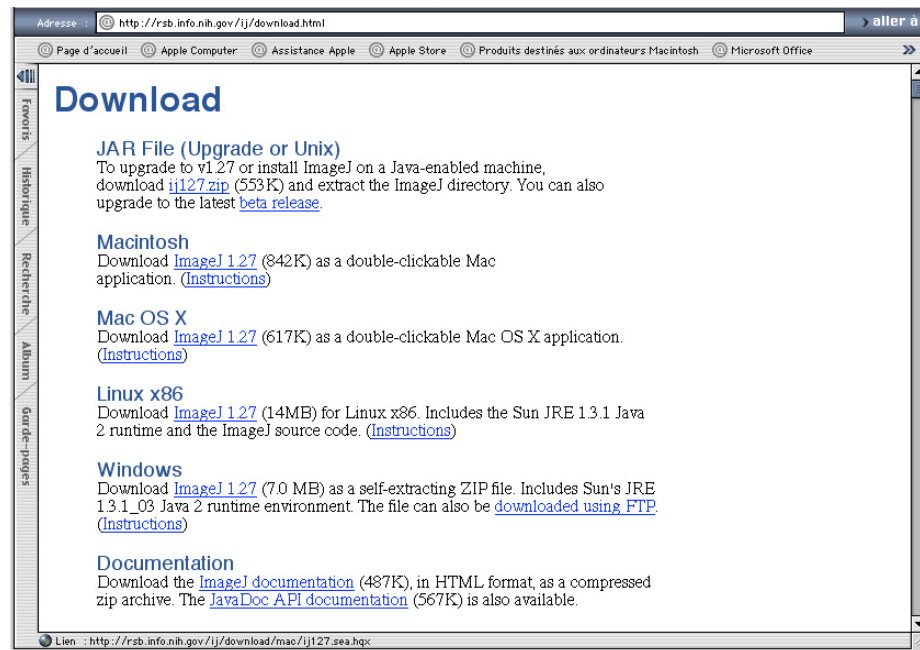 Adresse : @ http://rsb.info.nih.gov/ij/download.html › aller à
@ Page d'accueil @ Apple Computer @ Assistance Apple @ Apple Store @ Produits destinés aux ordinateurs Macintosh @ Microsoft Office »
Favoris
Historique
Recherche
Album
Garde-pages
Download
JAR File (Upgrade or Unix)
To upgrade to v1.27 or install ImageJ on a Java-enabled machine,
download ij127.zip (553K) and extract the ImageJ directory. You can also
upgrade to the latest beta release.
Macintosh
Download ImageJ 1.27 (842K) as a double-clickable Mac
application. (Instructions)
Mac OS X
Download ImageJ 1.27 (617K) as a double-clickable Mac OS X application.
(Instructions)
Linux x86
Download ImageJ 1.27 (14MB) for Linux x86. Includes the Sun JRE 1.3.1 Java
2 runtime and the ImageJ source code. (Instructions)
Windows
Download ImageJ 1.27 (7.0 MB) as a self-extracting ZIP file. Includes Sun's JRE
1.3.1_03 Java 2 runtime environment. The file can also be downloaded using FTP.
(Instructions)
Documentation
Download the ImageJ documentation (487K), in HTML format, as a compressed
zip archive. The JavaDoc API documentation (567K) is also available.
Lien : http://rsb.info.nih.gov/ij/download/mac/ij127.sea.hqx